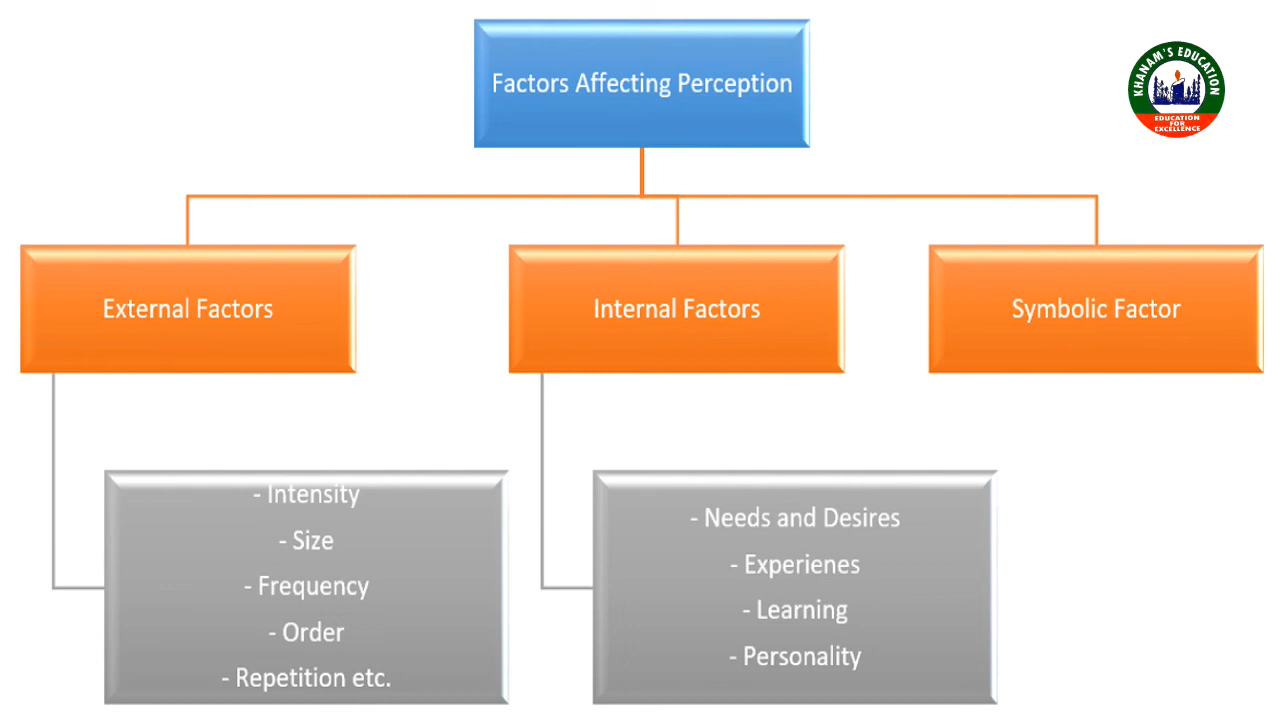 Factors Affecting Perception
KHANAM'S EDUCATION
EDUCATION
FOR
EXCELLENCE
External Factors
Internal Factors
Symbolic Factor
- Intensity
- Size
- Frequency
- Order
- Repetition etc.
- Needs and Desires
- Experienes
- Learning
- Personality